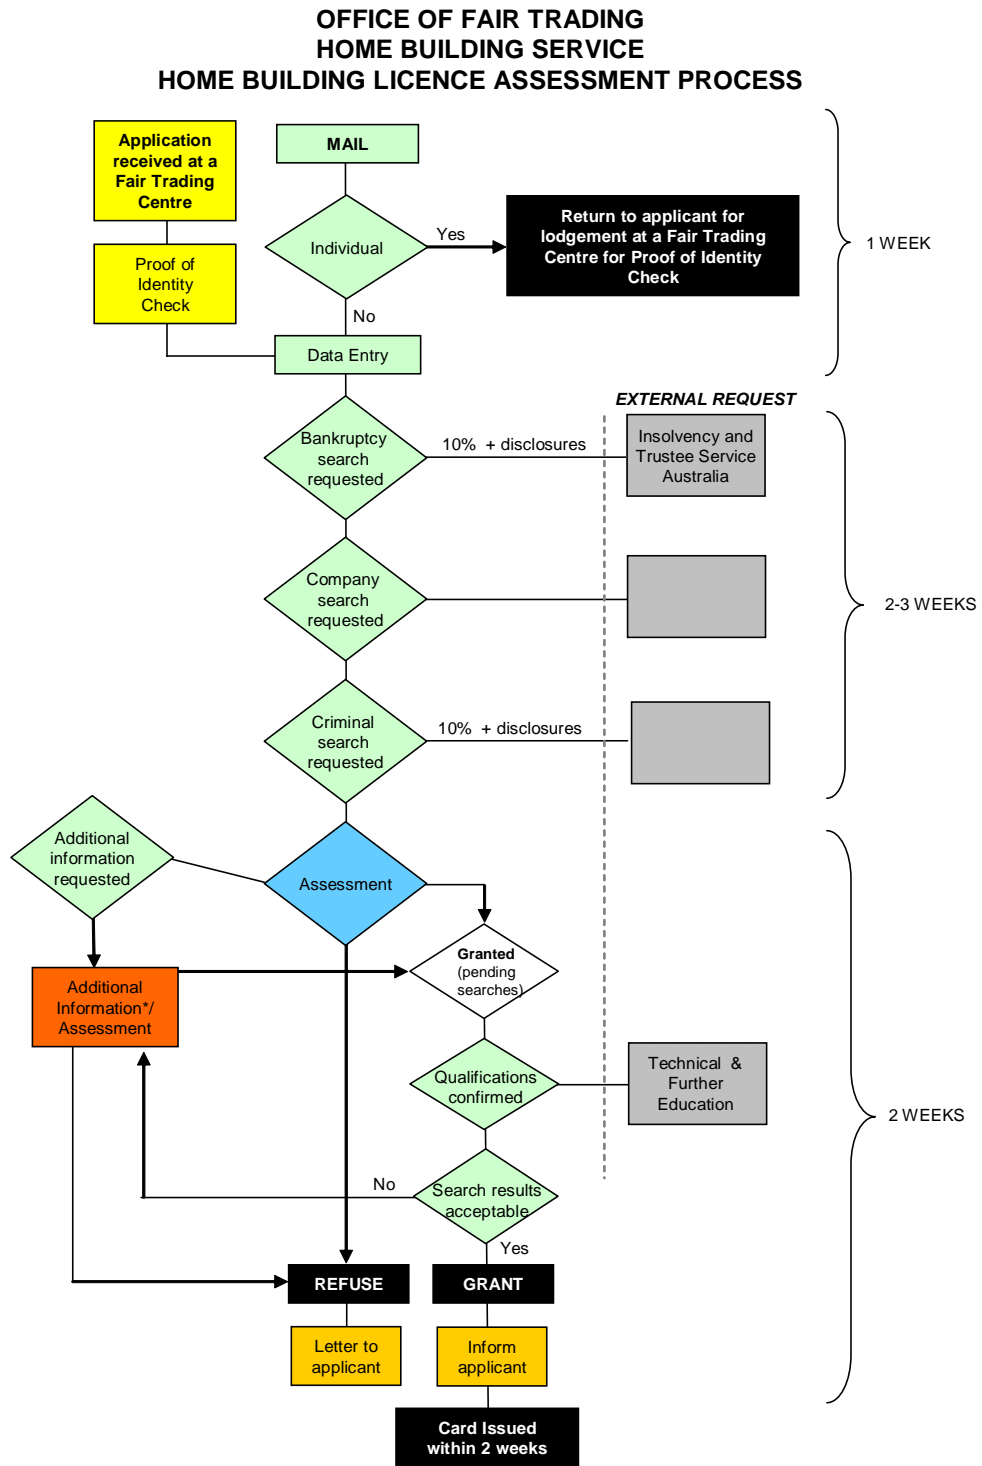 OFFICE OF FAIR TRADING
HOME BUILDING SERVICE
HOME BUILDING LICENCE ASSESSMENT PROCESS
Application
received at a
Fair Trading
Centre
MAIL
Individual
Yes
Return to applicant for
lodgement at a Fair Trading
Centre for Proof of Identity
Check
1 WEEK
Proof of
Identity
Check
No
Data Entry
EXTERNAL REQUEST
Bankruptcy
search
requested
10% + disclosures
Insolvency and
Trustee Service
Australia
Company
search
requested
2-3 WEEKS
Criminal
search
requested
10% + disclosures
Additional
information
requested
Assessment
Granted
(pending
searches)
Additional
Information*/
Assessment
Qualifications
confirmed
Technical &
Further
Education
2 WEEKS
No
Search results
acceptable
Yes
REFUSE
GRANT
Letter to
applicant
Inform
applicant
Card Issued
within 2 weeks